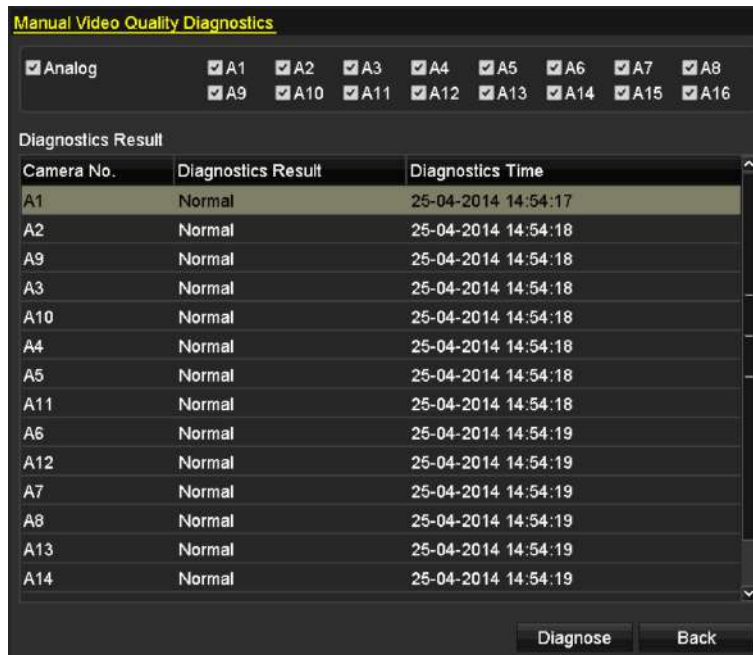 Manual Video Quality Diagnostics
Analog A1 A2 A3 A4 A5 A6 A7 A8
A9 A10 A11 A12 A13 A14 A15 A16
Diagnostics Result
Camera No. Diagnostics Result Diagnostics Time
A1 Normal 25-04-2014 14:54:17
A2 Normal 25-04-2014 14:54:18
A9 Normal 25-04-2014 14:54:18
A3 Normal 25-04-2014 14:54:18
A10 Normal 25-04-2014 14:54:18
A4 Normal 25-04-2014 14:54:18
A5 Normal 25-04-2014 14:54:18
A11 Normal 25-04-2014 14:54:18
A6 Normal 25-04-2014 14:54:19
A12 Normal 25-04-2014 14:54:19
A7 Normal 25-04-2014 14:54:19
A8 Normal 25-04-2014 14:54:19
A13 Normal 25-04-2014 14:54:19
A14 Normal 25-04-2014 14:54:19
Diagnose Back